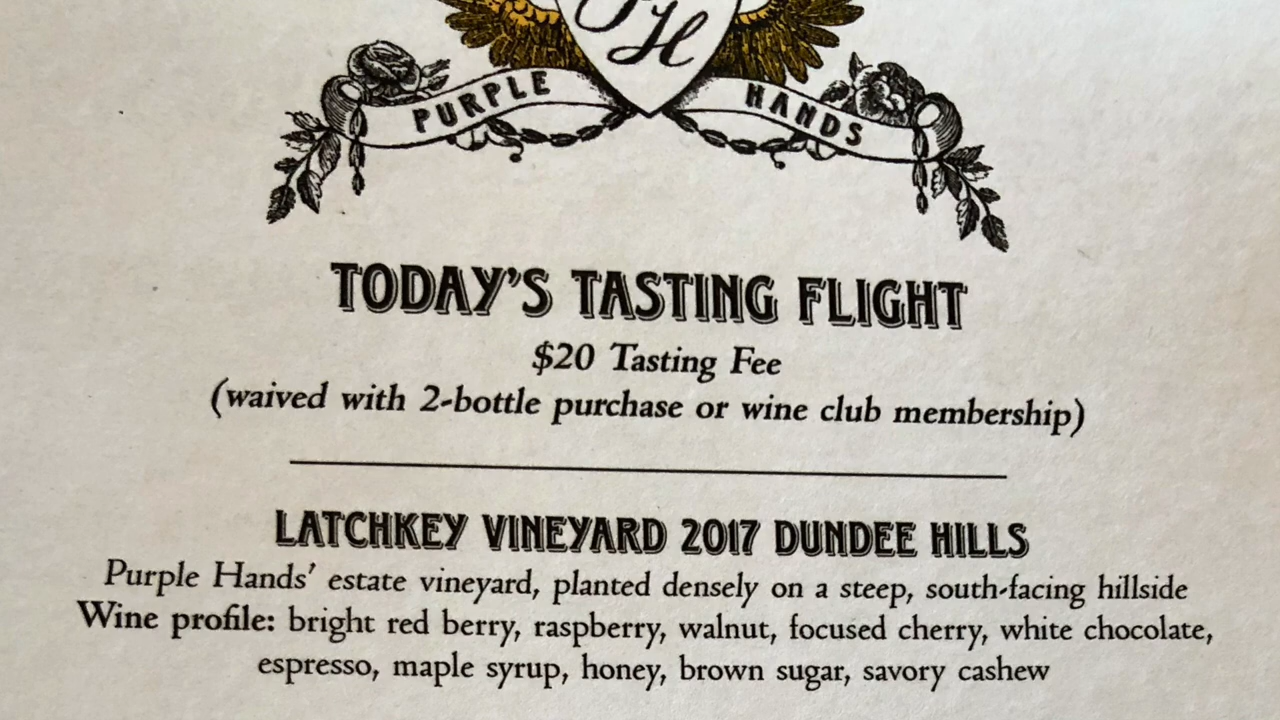 PH
PURPLE HANDS
TODAY'S TASTING FLIGHT
$20 Tasting Fee
(waived with 2-bottle purchase or wine club membership)
LATCHKEY VINEYARD 2017 DUNDEE HILLS
Purple Hands' estate vineyard, planted densely on a steep, south-facing hillside
Wine profile: bright red berry, raspberry, walnut, focused cherry, white chocolate,
espresso, maple syrup, honey, brown sugar, savory cashew